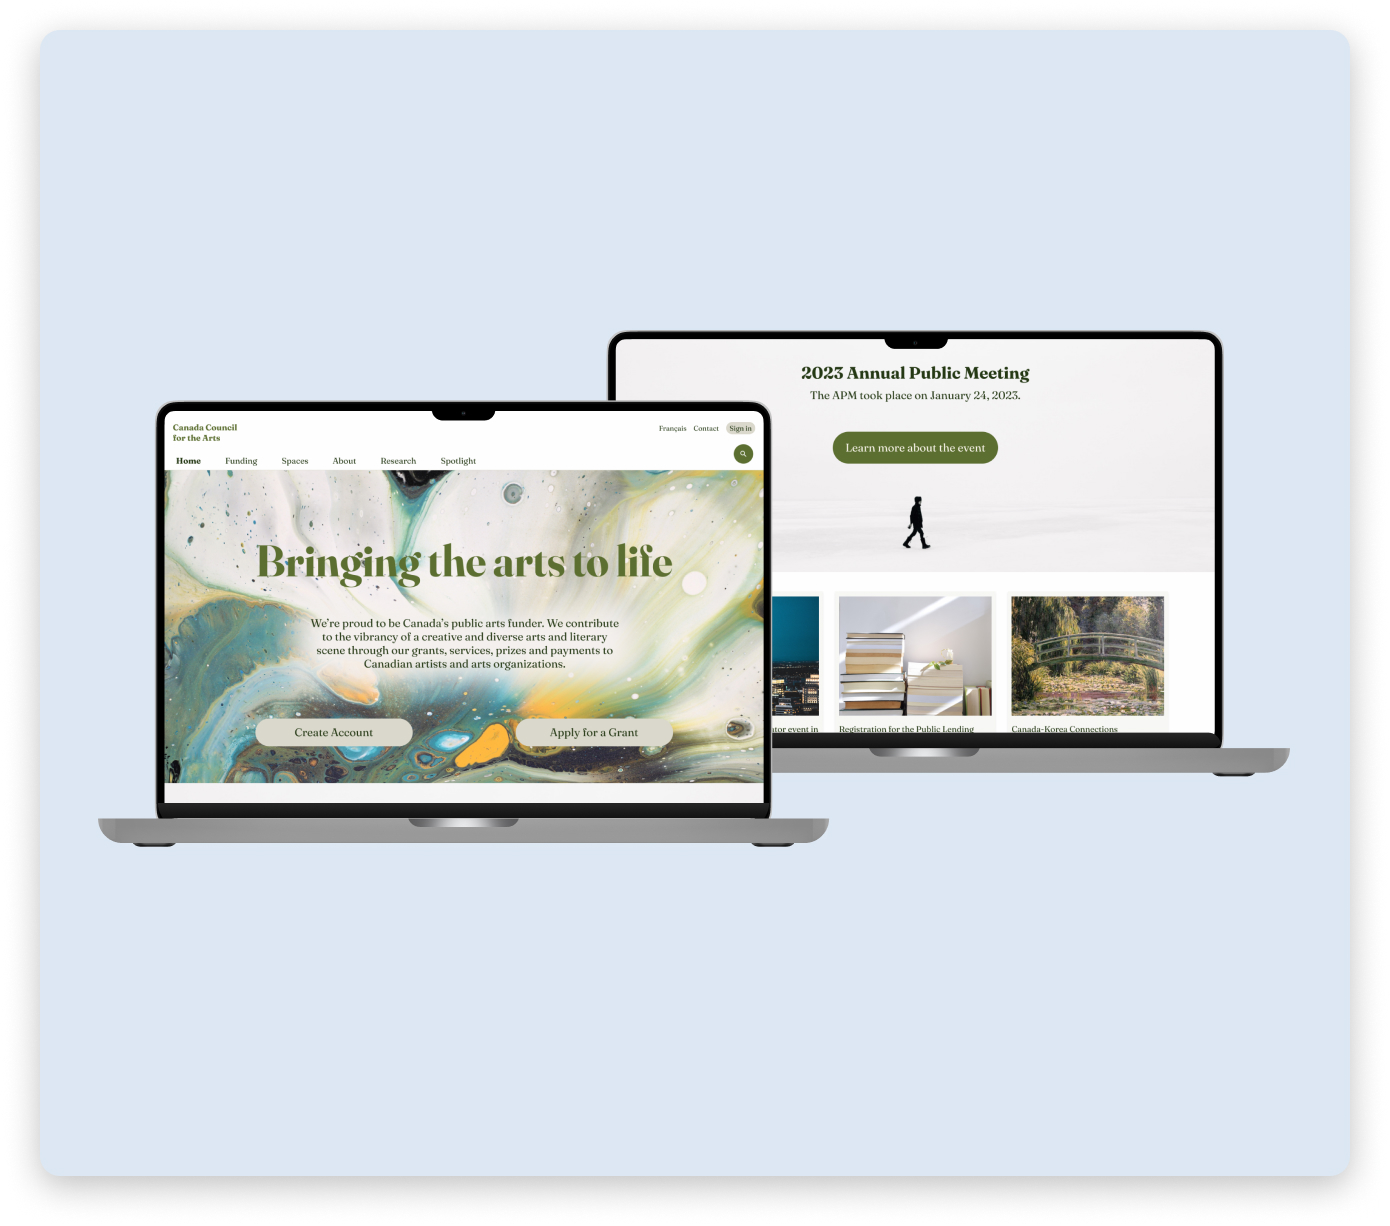 Canada Council
for the Arts
Français Contact Sign in
Home Funding Spaces About Research Spotlight
Bringing the arts to life
We’re proud to be Canada’s public arts funder. We contribute
to the vibrancy of a creative and diverse arts and literary
scene through our grants, services, prizes and payments to
Canadian artists and arts organizations.
Create Account Apply for a Grant
2023 Annual Public Meeting
The APM took place on January 24, 2023.
Learn more about the event
event in
Registration for the Public Lending
Canada-Korea Connections